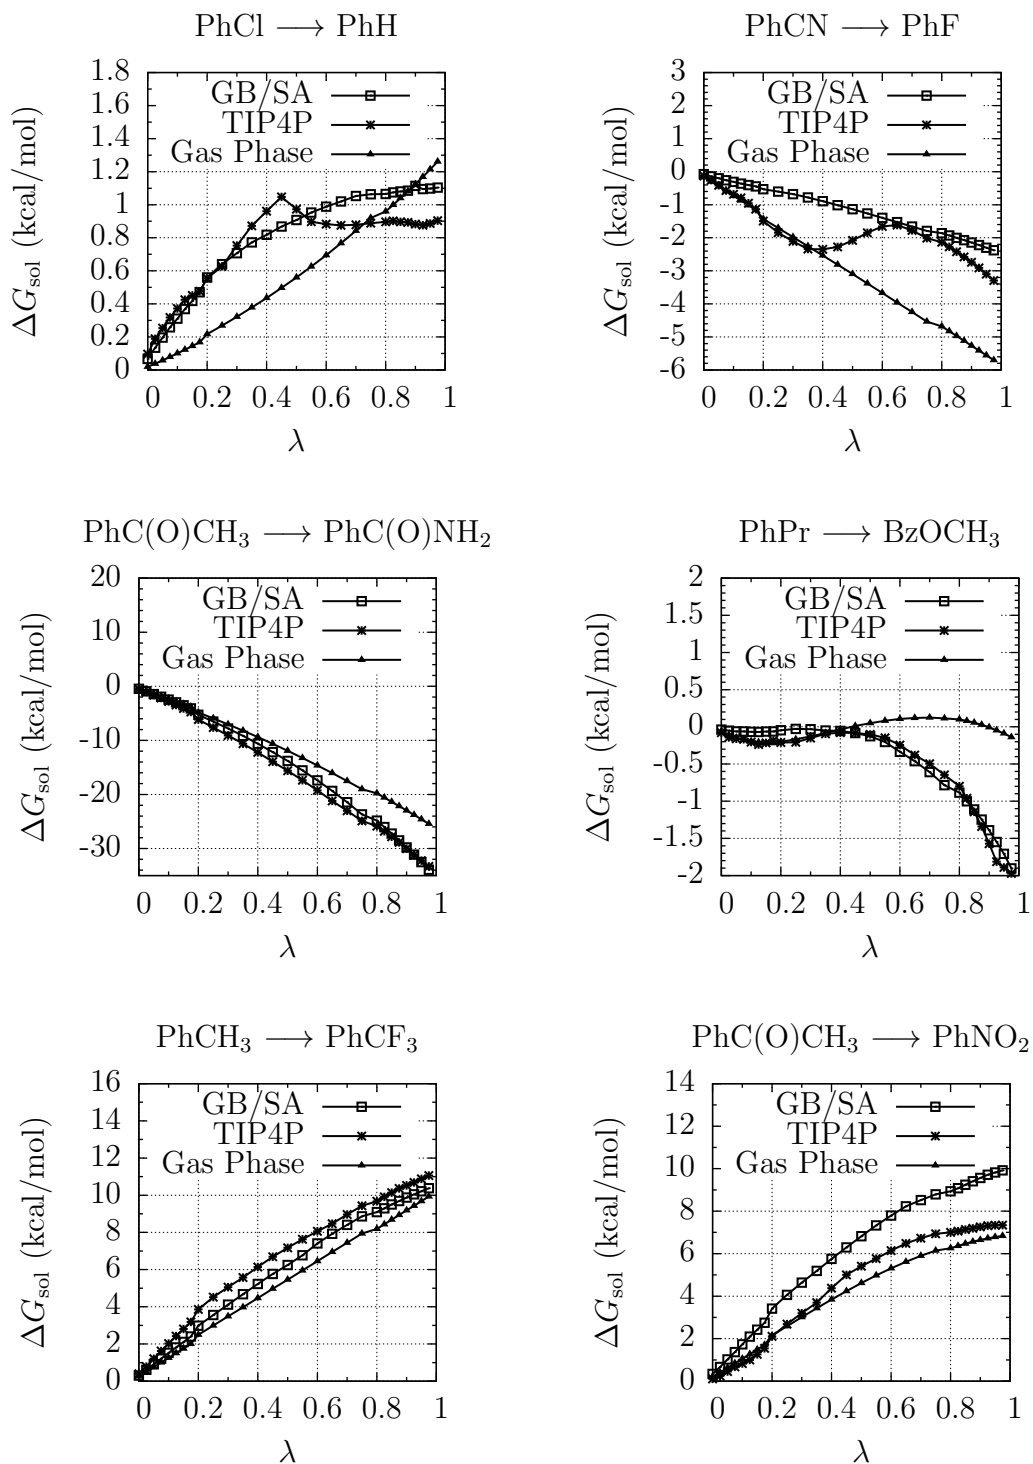 PhCl ⟶ PhH
1.8
1.6
1.4
1.2
1
0.8
0.6
0.4
0.2
0
GB/SA
TIP4P
Gas Phase
ΔG_sol (kcal/mol)
0 0.2 0.4 0.6 0.8 1
λ
PhCN ⟶ PhF
3
2
1
0
-1
-2
-3
-4
-5
-6
GB/SA
TIP4P
Gas Phase
ΔG_sol (kcal/mol)
0 0.2 0.4 0.6 0.8 1
λ
PhC(O)CH₃ ⟶ PhC(O)NH₂
20
10
0
-10
-20
-30
GB/SA
TIP4P
Gas Phase
ΔG_sol (kcal/mol)
0 0.2 0.4 0.6 0.8 1
λ
PhPr ⟶ BzOCH₃
2
1.5
1
0.5
0
-0.5
-1
-1.5
-2
GB/SA
TIP4P
Gas Phase
ΔG_sol (kcal/mol)
0 0.2 0.4 0.6 0.8 1
λ
PhCH₃ ⟶ PhCF₃
16
14
12
10
8
6
4
2
0
GB/SA
TIP4P
Gas Phase
ΔG_sol (kcal/mol)
0 0.2 0.4 0.6 0.8 1
λ
PhC(O)CH₃ ⟶ PhNO₂
14
12
10
8
6
4
2
0
GB/SA
TIP4P
Gas Phase
ΔG_sol (kcal/mol)
0 0.2 0.4 0.6 0.8 1
λ